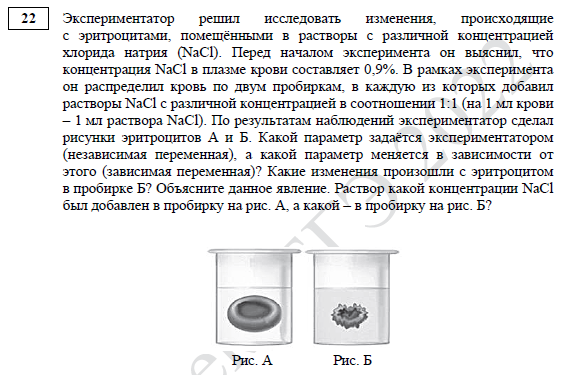 22
Экспериментатор решил исследовать изменения, происходящие
с эритроцитами, помещёнными в растворы с различной концентрацией
хлорида натрия (NaCl). Перед началом эксперимента он выяснил, что
концентрация NaCl в плазме крови составляет 0,9%. В рамках эксперимента
он распределил кровь по двум пробиркам, в каждую из которых добавил
растворы NaCl с различной концентрацией в соотношении 1:1 (на 1 мл крови
– 1 мл раствора NaCl). По результатам наблюдений экспериментатор сделал
рисунки эритроцитов А и Б. Какой параметр задаётся экспериментатором
(независимая переменная), а какой параметр меняется в зависимости от
этого (зависимая переменная)? Какие изменения произошли с эритроцитом
в пробирке Б? Объясните данное явление. Раствор какой концентрации NaCl
был добавлен в пробирку на рис. А, а какой – в пробирку на рис. Б?
Рис. А Рис. Б